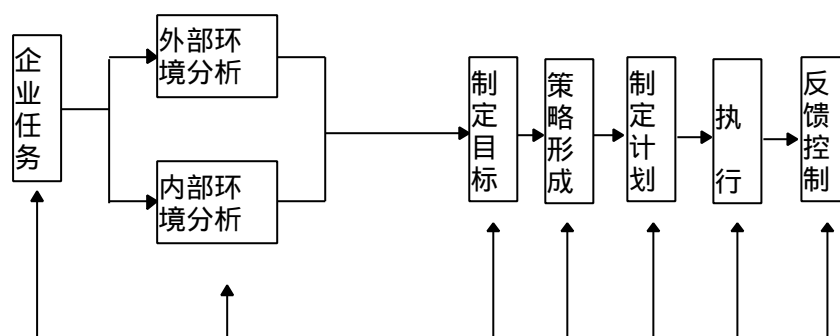 企业任务
外部环
境分析
内部环
境分析
制定目标
策略形成
制定计划
执行
反馈控制